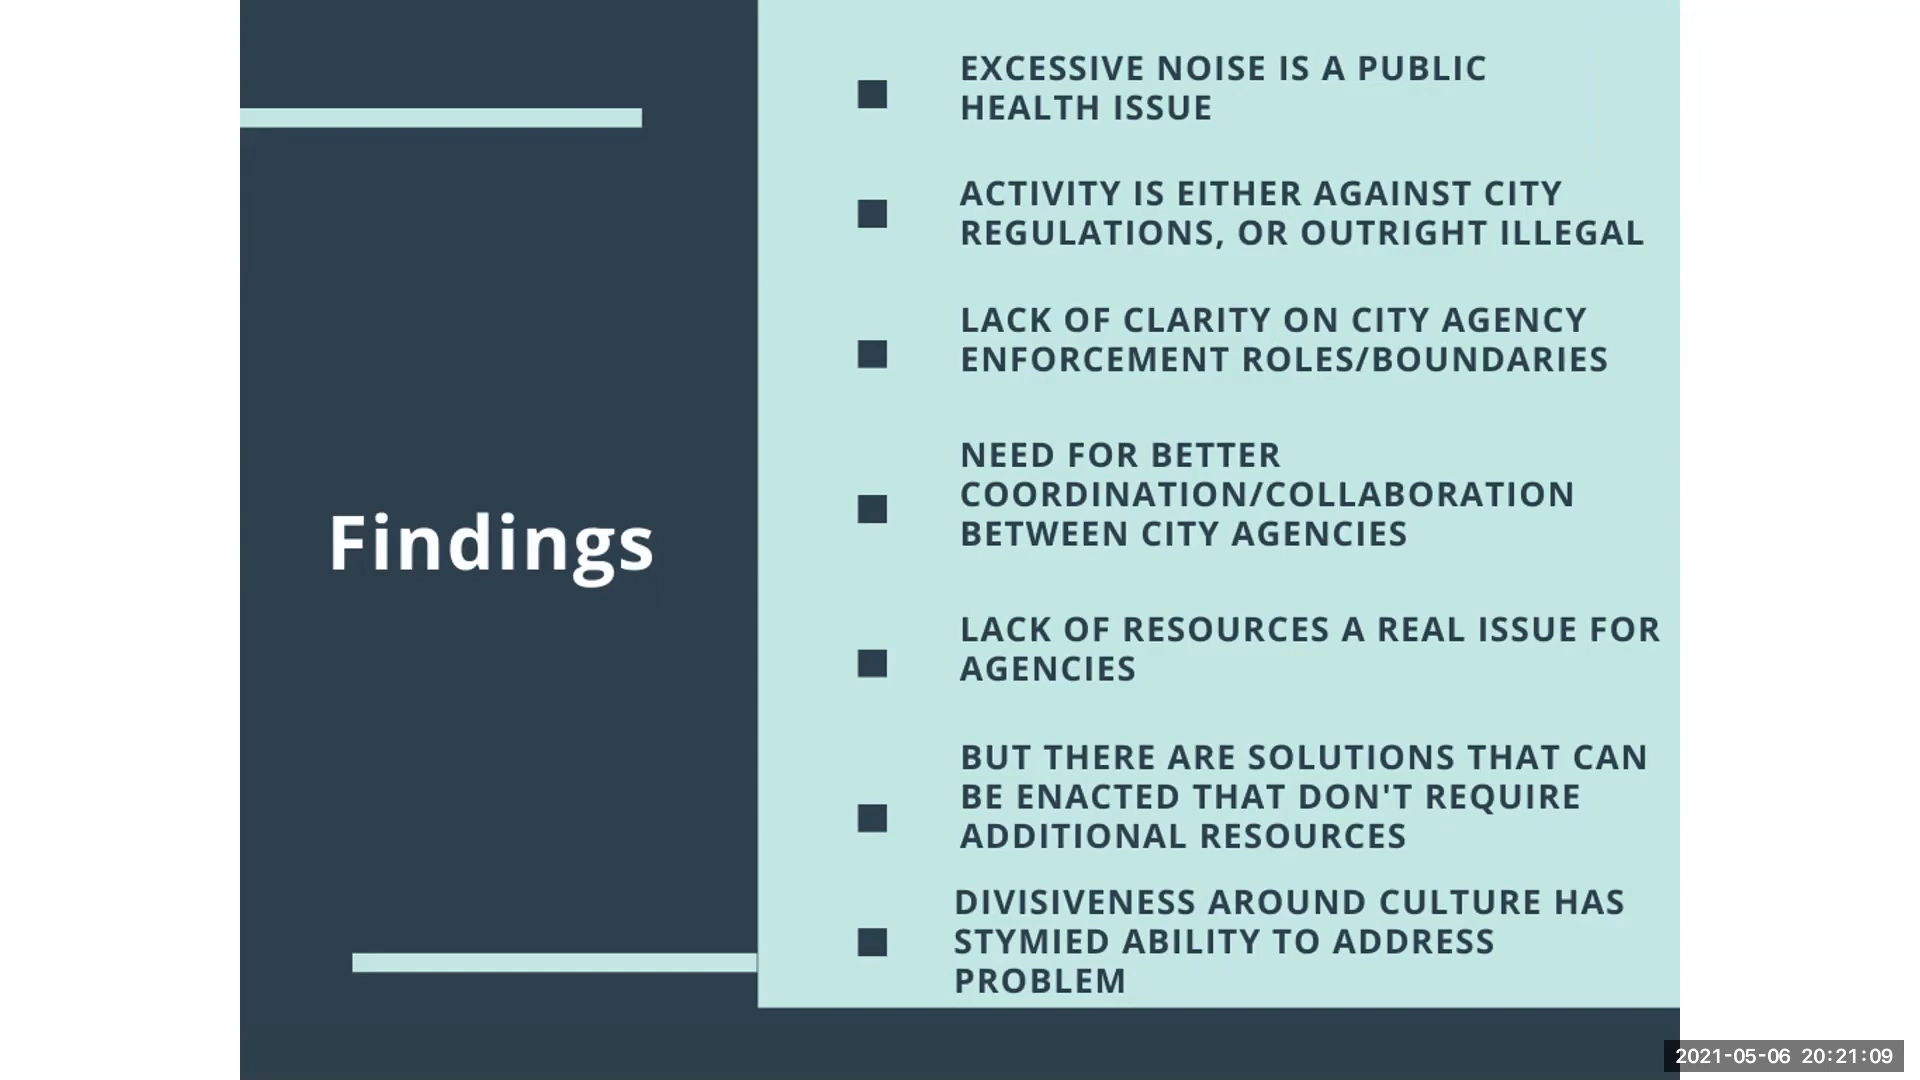 Findings
EXCESSIVE NOISE IS A PUBLIC
HEALTH ISSUE
ACTIVITY IS EITHER AGAINST CITY
REGULATIONS, OR OUTRIGHT ILLEGAL
LACK OF CLARITY ON CITY AGENCY
ENFORCEMENT ROLES/BOUNDARIES
NEED FOR BETTER
COORDINATION/COLLABORATION
BETWEEN CITY AGENCIES
LACK OF RESOURCES A REAL ISSUE FOR
AGENCIES
BUT THERE ARE SOLUTIONS THAT CAN
BE ENACTED THAT DON'T REQUIRE
ADDITIONAL RESOURCES
DIVISIVENESS AROUND CULTURE HAS
STYMIED ABILITY TO ADDRESS
PROBLEM
2021-05-06 20:21:09